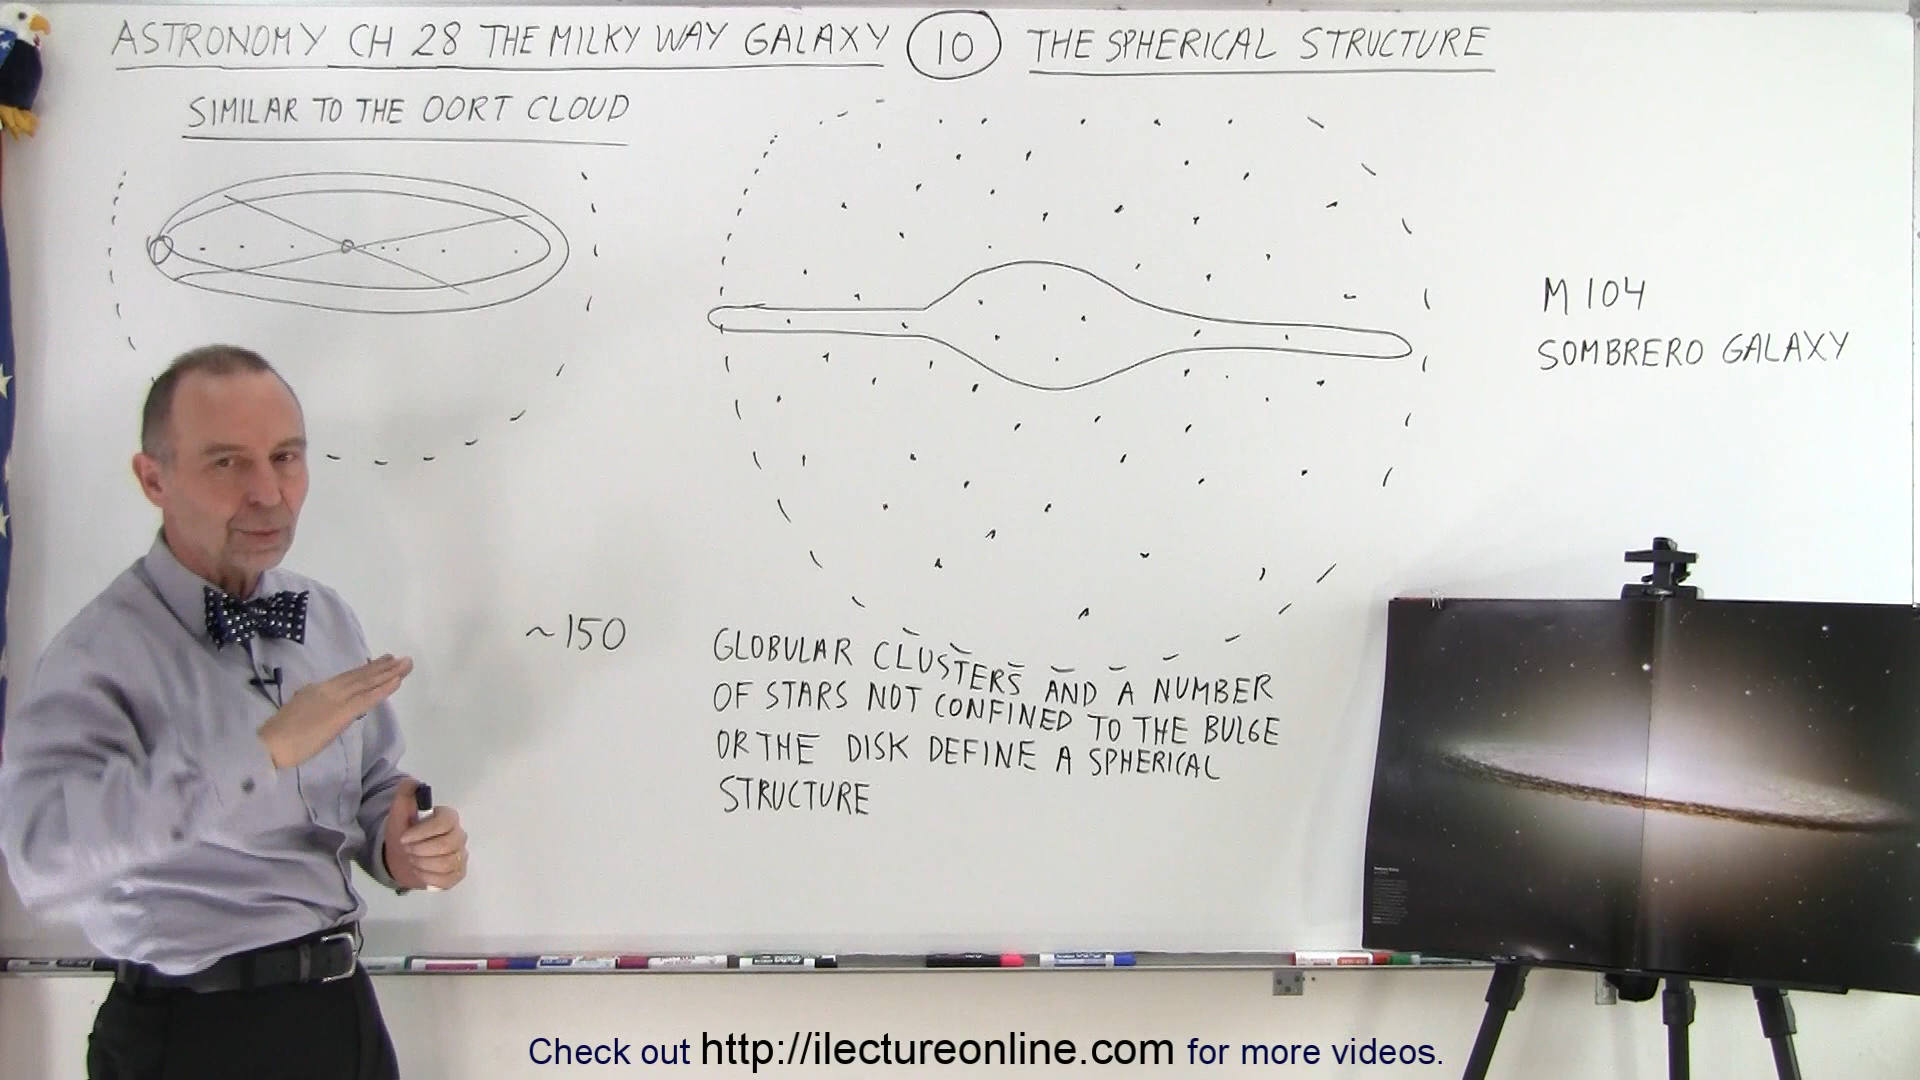 ASTRONOMY CH 28 THE MILKY WAY GALAXY 10 THE SPHERICAL STRUCTURE
SIMILAR TO THE OORT CLOUD
M 104
SOMBRERO GALAXY
~150
GLOBULAR CLUSTERS AND A NUMBER
OF STARS NOT CONFINED TO THE BULGE
OR THE DISK DEFINE A SPHERICAL
STRUCTURE
Check out http://ilectureonline.com for more videos.